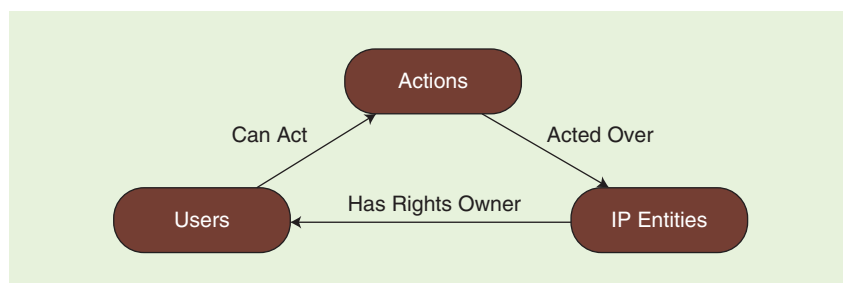 Actions
Can Act
Acted Over
Has Rights Owner
Users
IP Entities